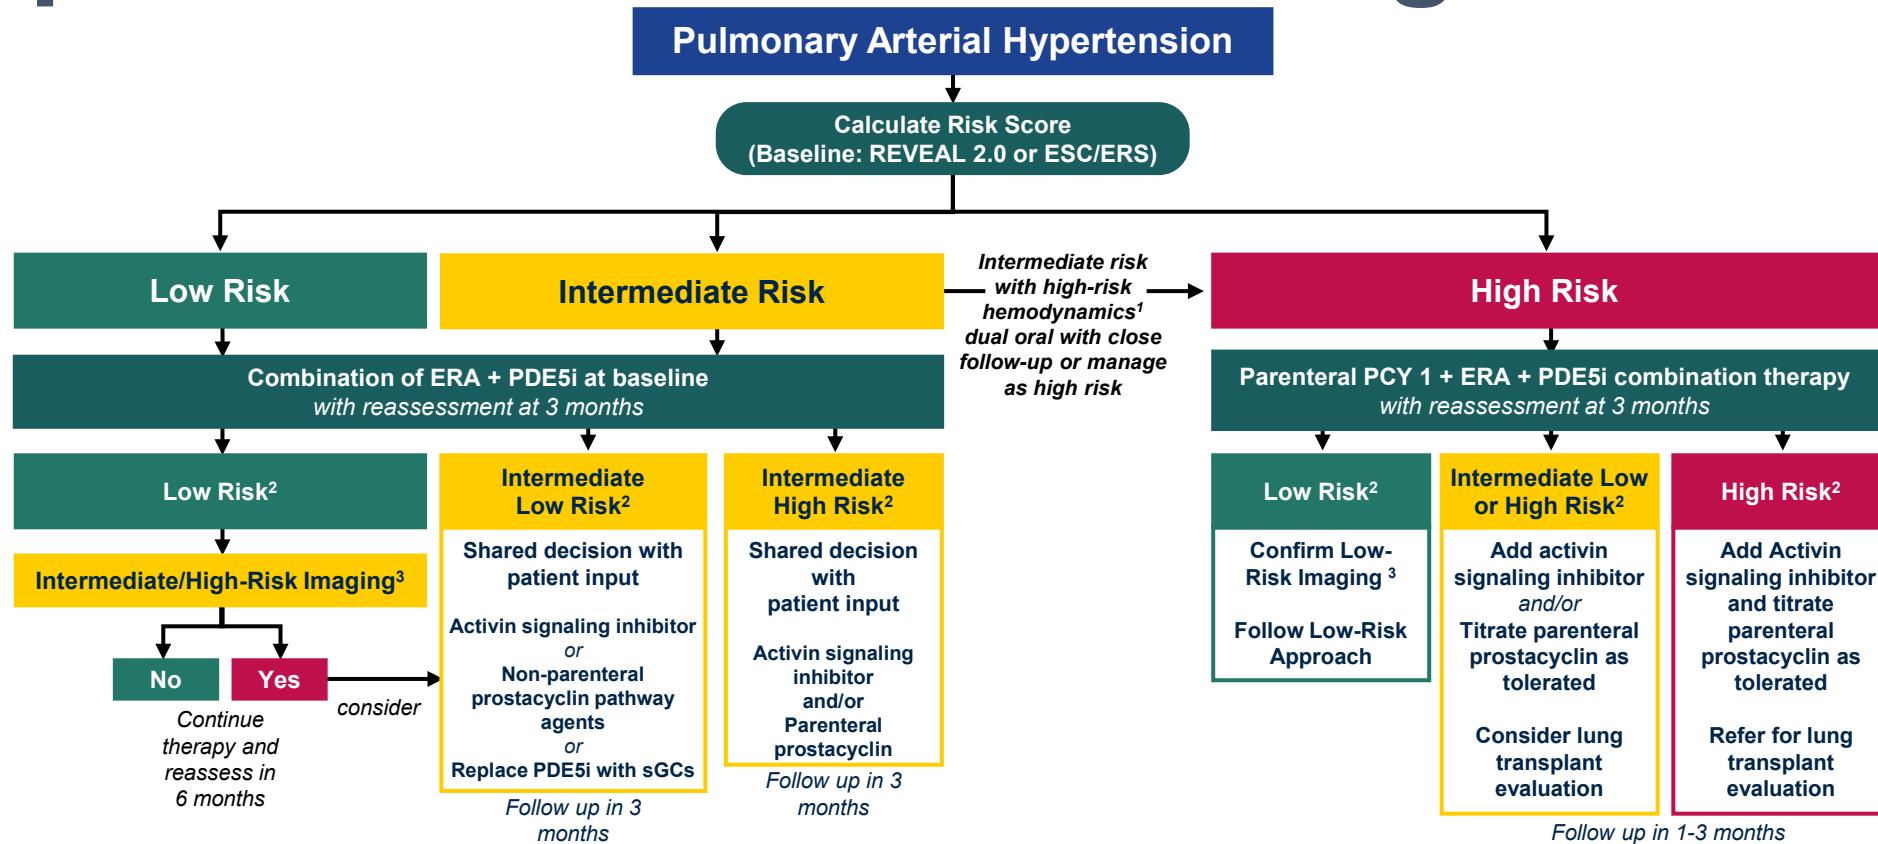 Pulmonary Arterial Hypertension
Calculate Risk Score
(Baseline: REVEAL 2.0 or ESC/ERS)
Low Risk
Intermediate Risk
Intermediate risk
with high-risk
hemodynamics1
dual oral with close
follow-up or manage
as high risk
High Risk
Combination of ERA + PDE5i at baseline
with reassessment at 3 months
Parenteral PCY 1 + ERA + PDE5i combination therapy
with reassessment at 3 months
Low Risk2
Intermediate/High-Risk Imaging3
No
Yes
Continue
therapy and
reassess in
6 months
consider
Intermediate
Low Risk2
Shared decision with
patient input
Activin signaling inhibitor
or
Non-parenteral
prostacyclin pathway
agents
or
Replace PDE5i with sGCs
Follow up in 3
months
Intermediate
High Risk2
Shared decision
with
patient input
Activin signaling
inhibitor
and/or
Parenteral
prostacyclin
Follow up in 3
months
Low Risk2
Confirm Low-
Risk Imaging 3
Follow Low-Risk
Approach
Intermediate Low
or High Risk2
Add activin
signaling inhibitor
and/or
Titrate parenteral
prostacyclin as
tolerated
Consider lung
transplant
evaluation
High Risk2
Add Activin
signaling inhibitor
and titrate
parenteral
prostacyclin as
tolerated
Refer for lung
transplant
evaluation
Follow up in 1-3 months